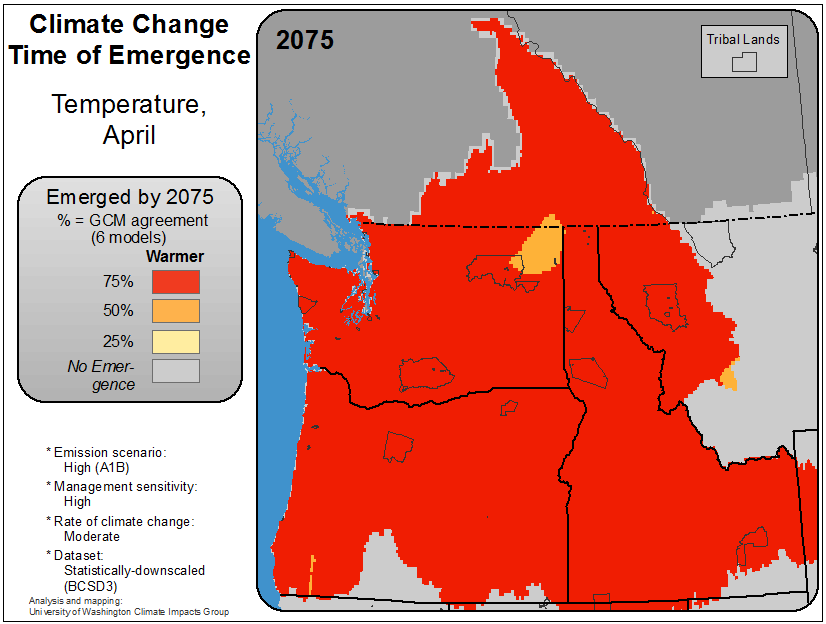 Climate Change
Time of Emergence
Temperature,
April
Emerged by 2075
% = GCM agreement
(6 models)
Warmer
75%
50%
25%
No Emer-
gence
* Emission scenario:
High (A1B)
* Management sensitivity:
High
* Rate of climate change:
Moderate
* Dataset:
Statistically-downscaled
(BCSD3)
Analysis and mapping:
University of Washington Climate Impacts Group
2075
Tribal Lands